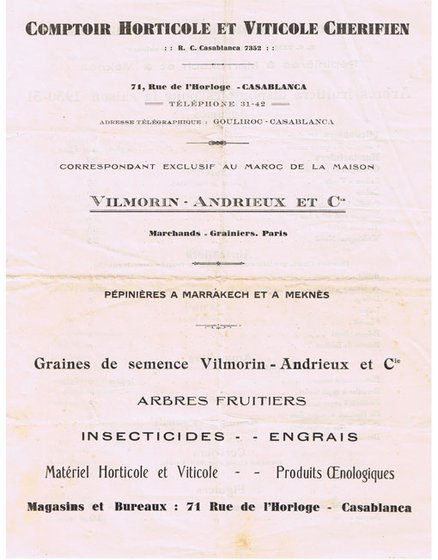 COMPTOIR HORTICOLE ET VITICOLE CHERIFIEN
: : R. C. Casablanca 7352 : :
71, Rue de l'Horloge - CASABLANCA
TÉLÉPHONE 31-42
ADRESSE TÉLÉGRAPHIQUE : GOULIROC-CASABLANCA
CORRESPONDANT EXCLUSIF AU MAROC DE LA MAISON
VILMORIN - ANDRIEUX ET Cie
Marchands - Grainiers. Paris
PÉPINIÈRES A MARRAKECH ET A MEKNÈS
Graines de semence Vilmorin - Andrieux et Cie
ARBRES FRUITIERS
INSECTICIDES - - ENGRAIS
Matériel Horticole et Viticole - - Produits Œnologiques
Magasins et Bureaux : 71 Rue de l'Horloge - Casablanca